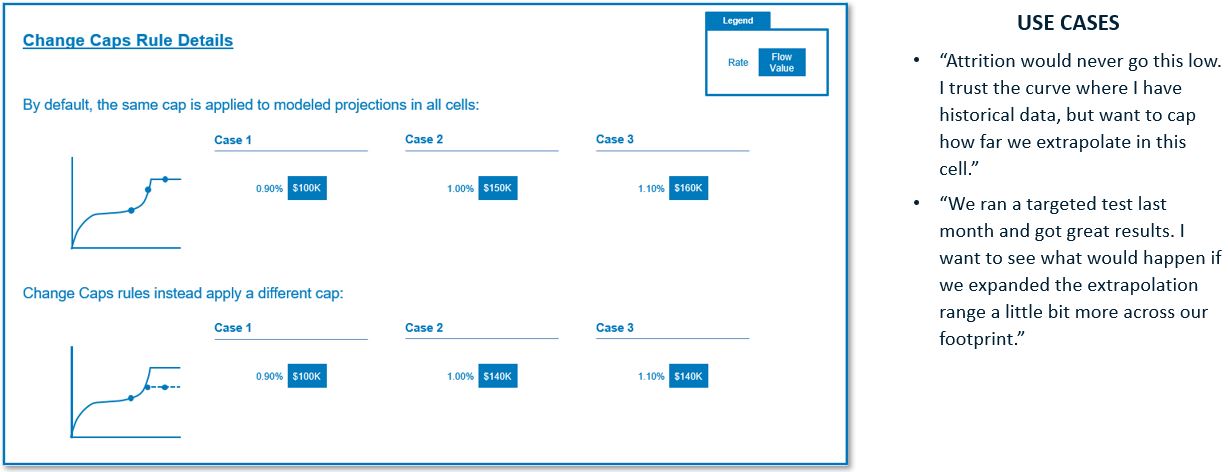 Legend
Change Caps Rule Details
Rate
Flow
Value
By default, the same cap is applied to modeled projections in all cells:
Case 1
Case 2
Case 3
0.90% $100K
1.00% $150K
1.10% $160K
Change Caps rules instead apply a different cap:
Case 1
Case 2
Case 3
0.90% $100K
1.00% $140K
1.10% $140K
USE CASES
• “Attrition would never go this low.
I trust the curve where I have
historical data, but want to cap
how far we extrapolate in this
cell.”
• “We ran a targeted test last
month and got great results. I
want to see what would happen if
we expanded the extrapolation
range a little bit more across our
footprint.”